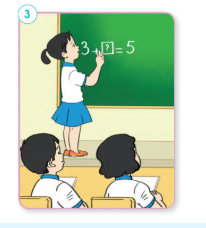 3
3 + ? = 5